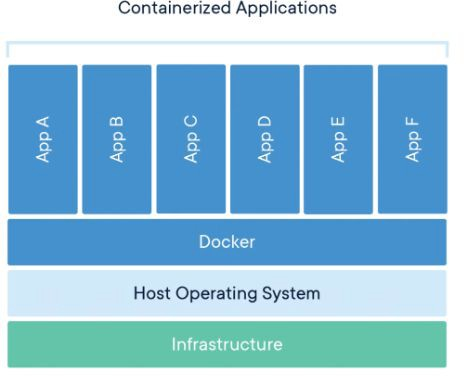 Containerized Applications
App A
App B
App C
App D
App E
App F
Docker
Host Operating System
Infrastructure